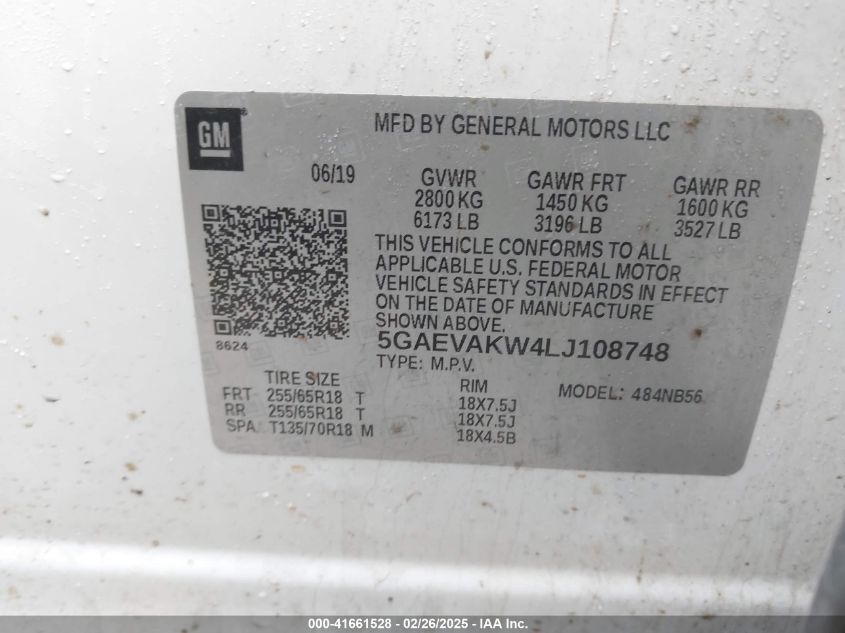 GM
MFD BY GENERAL MOTORS LLC
06/19
GVWR GAWR FRT GAWR RR
2800 KG 1450 KG 1600 KG
6173 LB 3196 LB 3527 LB
THIS VEHICLE CONFORMS TO ALL
APPLICABLE U.S. FEDERAL MOTOR
VEHICLE SAFETY STANDARDS IN EFFECT
ON THE DATE OF MANUFACTURE
SHOWN ABOVE.
8624
5GAEVAKW4LJ108748
TYPE: M.P.V.
TIRE SIZE RIM MODEL: 484NB56
FRT 255/65R18 T 18X7.5J
RR 255/65R18 T 18X7.5J
SPA T135/70R18 M 18X4.5B
000-41661528 - 02/26/2025 - IAA Inc.